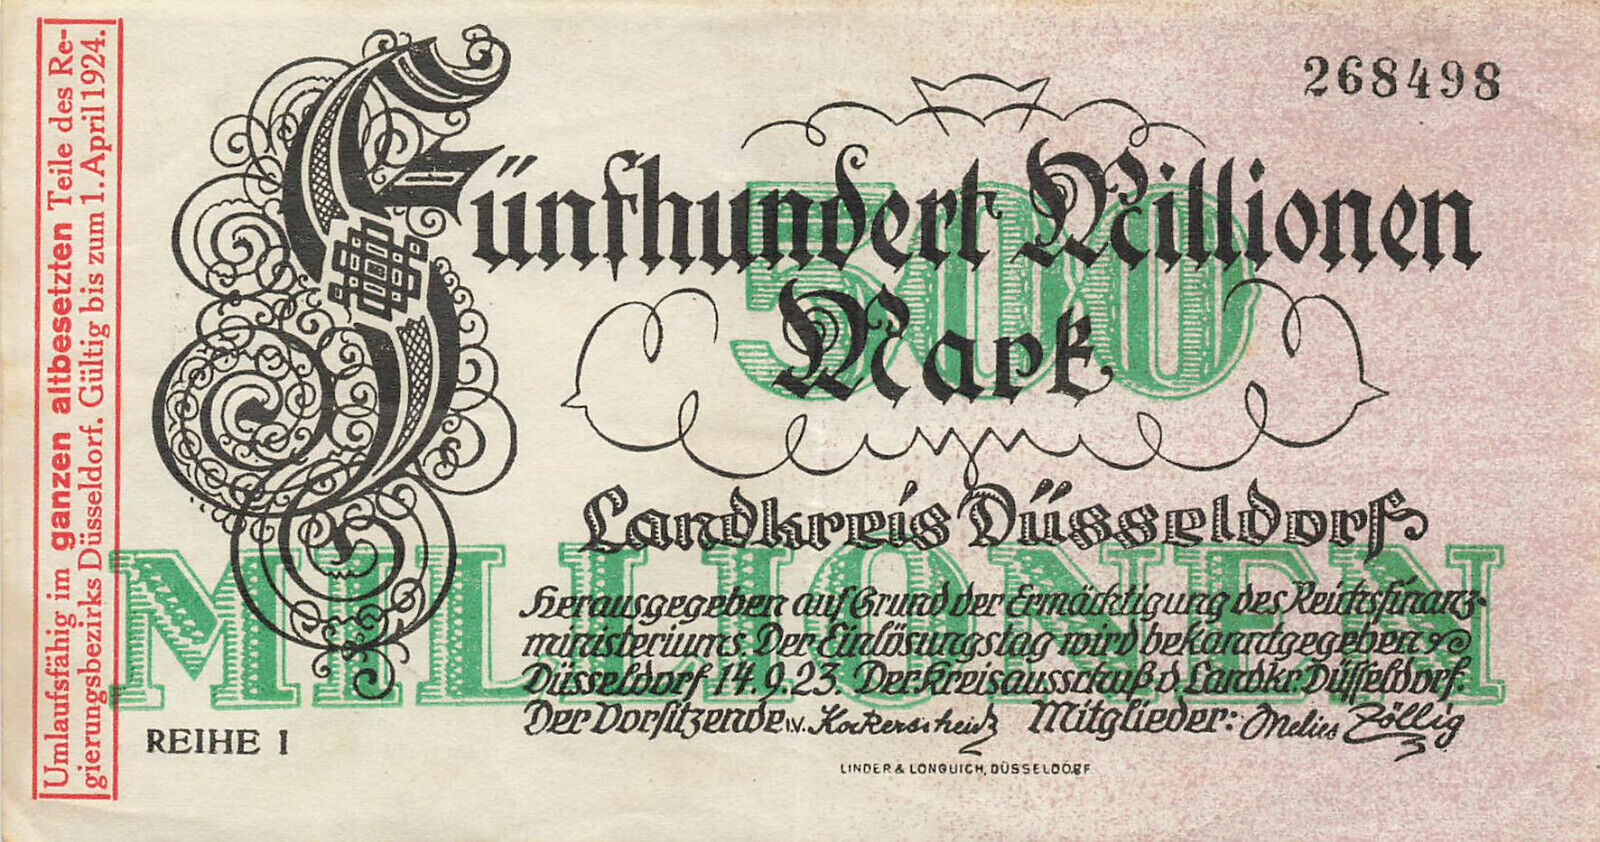 Umlaufsfähig im ganzen altbesetzten Teile des Re-
gierungsbezirks Düsseldorf. Gültig bis zum 1. April 1924.
268498
Fünfhundert Millionen
Mark
500
Landkreis Düsseldorf
MILLIONEN
Herausgegeben auf Grund der Ermächtigung des Reichsfinanz-
ministeriums. Der Einlösungstag wird bekanntgegeben
Düsseldorf 14.9.23. Der Kreisausschuß d Landkr. Düsseldorf.
Der Vorsitzende i.V. Mitglieder: Melius Zöllig
REIHE 1
LINDER & LONGUICH, DÜSSELDORF